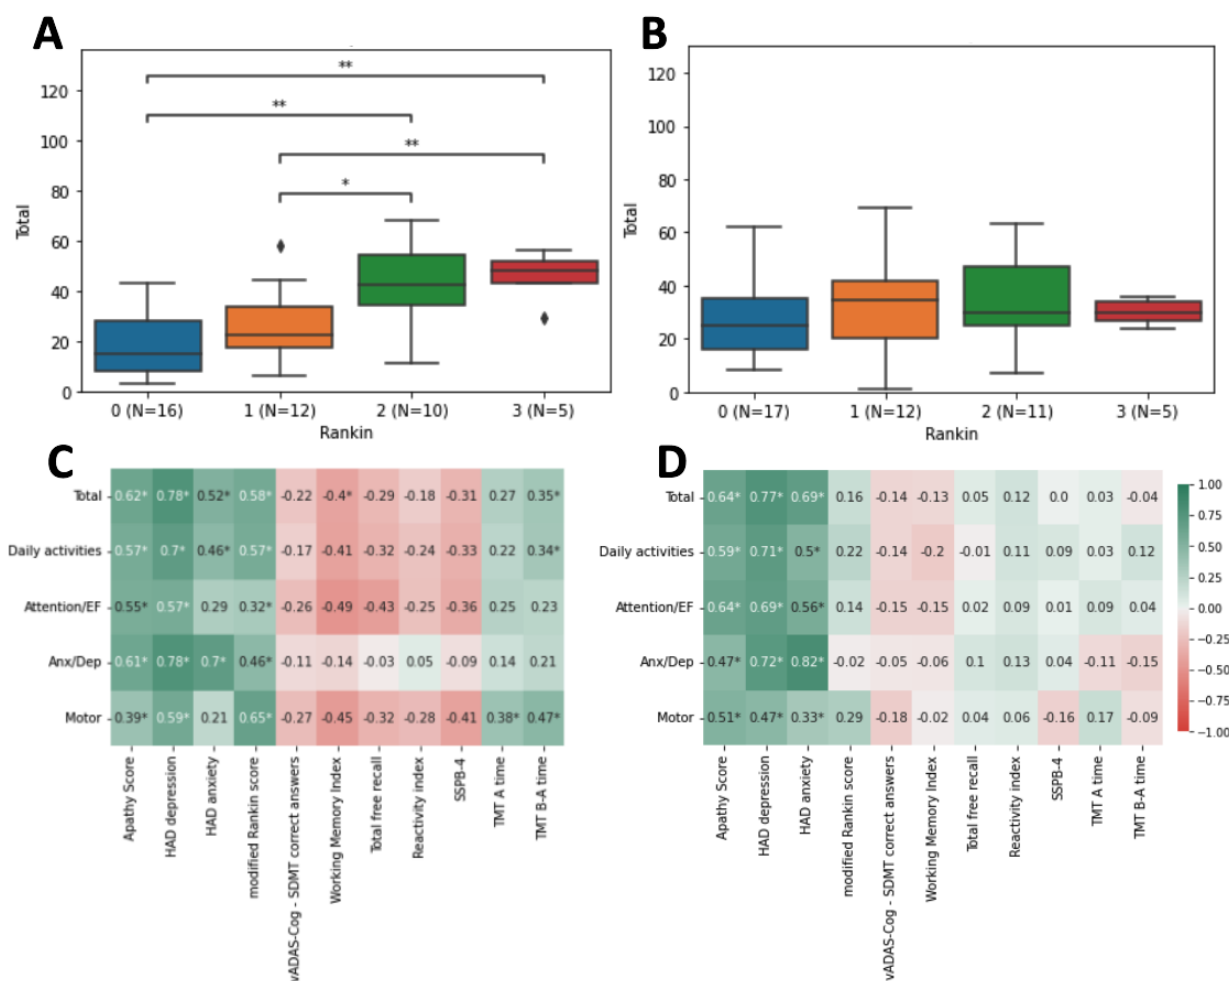 A
B
**
**
**
*
120
100
80
60
40
20
0
Total
0 (N=16) 1 (N=12) 2 (N=10) 3 (N=5)
Rankin
120
100
80
60
40
20
0
Total
0 (N=17) 1 (N=12) 2 (N=11) 3 (N=5)
Rankin
C
D
Total 0.62* 0.78* 0.52* 0.58* -0.22 -0.4* -0.29 -0.18 -0.31 0.27 0.35*
Daily activities 0.57* 0.7* 0.46* 0.57* -0.17 -0.41 -0.32 -0.24 -0.33 0.22 0.34*
Attention/EF 0.55* 0.57* 0.29 0.32* -0.26 -0.49 -0.43 -0.25 -0.36 0.25 0.23
Anx/Dep 0.61* 0.78* 0.7* 0.46* -0.11 -0.14 -0.03 0.05 -0.09 0.14 0.21
Motor 0.39* 0.59* 0.21 0.65* -0.27 -0.45 -0.32 -0.28 -0.41 0.38* 0.47*
Apathy Score
HAD depression
HAD anxiety
modified Rankin score
vADAS-Cog - SDMT correct answers
Working Memory Index
Total free recall
Reactivity index
SSPB-4
TMT A time
TMT B-A time
Total 0.64* 0.77* 0.69* 0.16 -0.14 -0.13 0.05 0.12 0.0 0.03 -0.04
Daily activities 0.59* 0.71* 0.5* 0.22 -0.14 -0.2 -0.01 0.11 0.09 0.03 0.12
Attention/EF 0.64* 0.69* 0.56* 0.14 -0.15 -0.15 0.02 0.09 0.01 0.09 0.04
Anx/Dep 0.47* 0.72* 0.82* -0.02 -0.05 -0.06 0.1 0.13 0.04 -0.11 -0.15
Motor 0.51* 0.47* 0.33* 0.29 -0.18 -0.02 0.04 0.06 -0.16 0.17 -0.09
Apathy Score
HAD depression
HAD anxiety
modified Rankin score
vADAS-Cog - SDMT correct answers
Working Memory Index
Total free recall
Reactivity index
SSPB-4
TMT A time
TMT B-A time
1.00
0.75
0.50
0.25
0.00
−0.25
−0.50
−0.75
−1.00